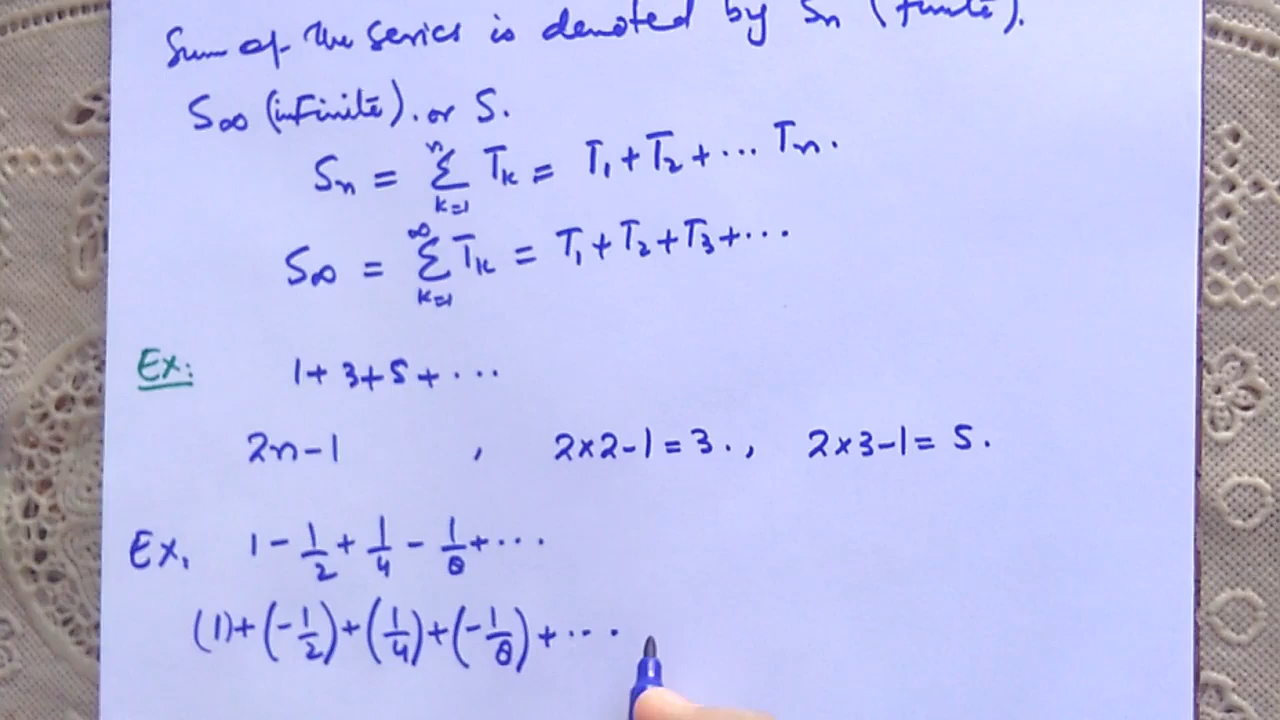 Sum of the series is denoted by Sn (finite).
S∞ (infinite). or S.
Sn = n∑k=1 Tk = T1 + T2 + ... Tn.
S∞ = ∞∑k=1 Tk = T1 + T2 + T3 + ...
Ex: 1 + 3 + 5 + ...
2n-1 , 2×2-1 = 3. , 2×3-1 = 5.
Ex. 1 - 1/2 + 1/4 - 1/8 + ...
(1) + (-1/2) + (1/4) + (-1/8) + ...